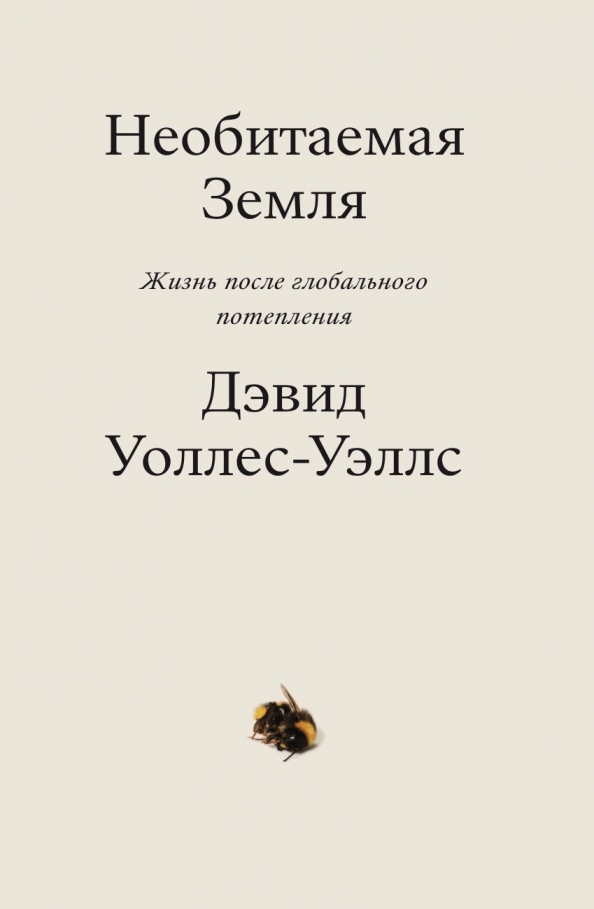 Необитаемая
Земля
Жизнь после глобального
потепления
Дэвид
Уоллес-Уэллс